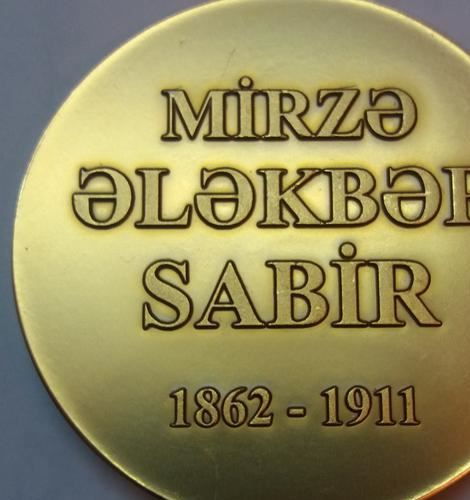 MİRZƏ
ƏLƏKBƏR
SABİR
1862 - 1911